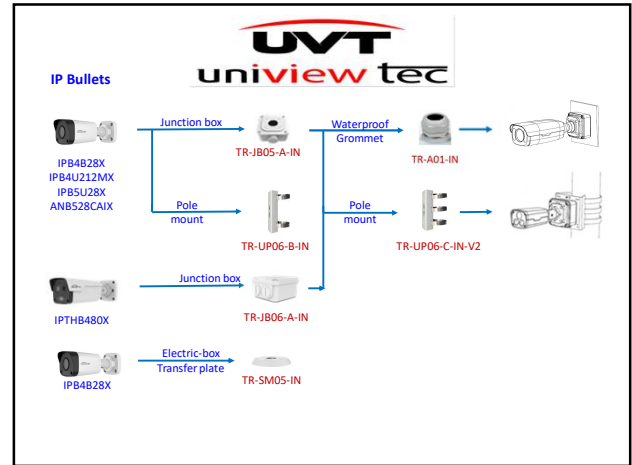 UVT
uniview tec
IP Bullets
Junction box
Waterproof
Grommet
TR-JB05-A-IN
TR-A01-IN
IPB4B28X
IPB4U212MX
IPB5U28X
ANB528CAIX
Pole
mount
Pole
mount
TR-UP06-B-IN
TR-UP06-C-IN-V2
Junction box
IPTHB480X
TR-JB06-A-IN
Electric-box
Transfer plate
IPB4B28X
TR-SM05-IN